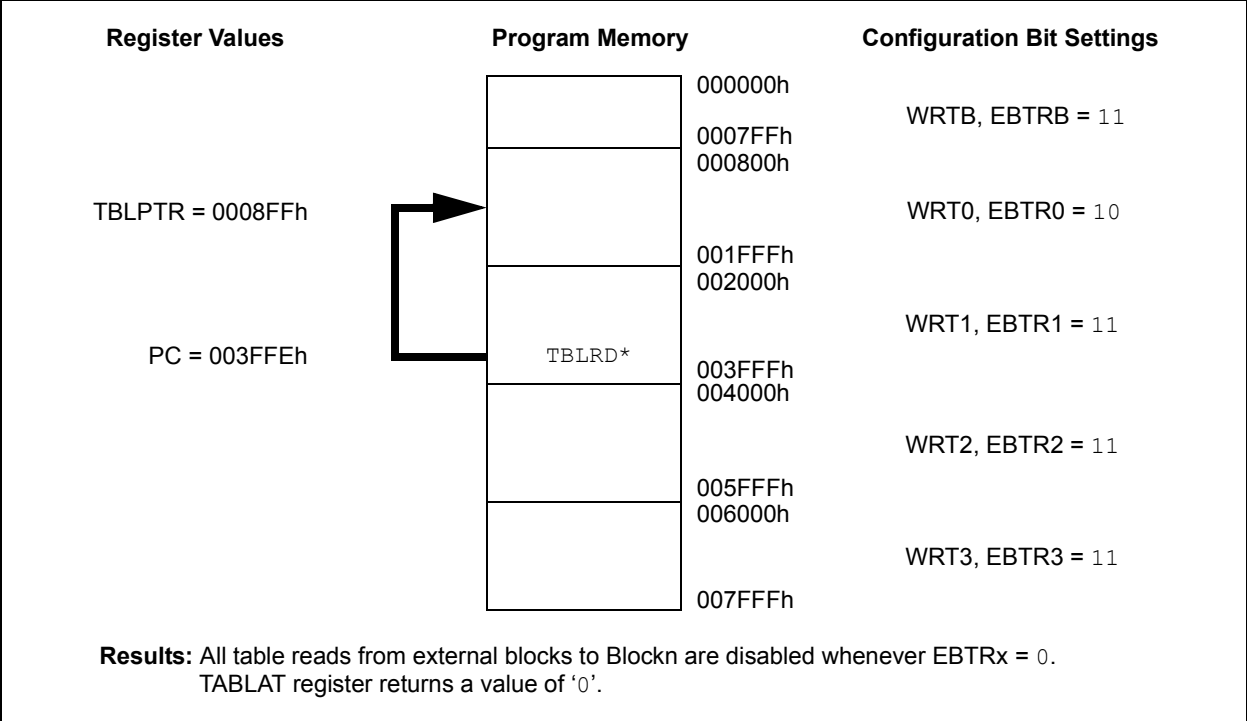 Register Values Program Memory Configuration Bit Settings
000000h
WRTB, EBTRB = 11
0007FFh
000800h
TBLPTR = 0008FFh WRT0, EBTR0 = 10
001FFFh
002000h
WRT1, EBTR1 = 11
PC = 003FFEh TBLRD*
003FFFh
004000h
WRT2, EBTR2 = 11
005FFFh
006000h
WRT3, EBTR3 = 11
007FFFh
Results: All table reads from external blocks to Blockn are disabled whenever EBTRx = 0.
TABLAT register returns a value of ‘0’.